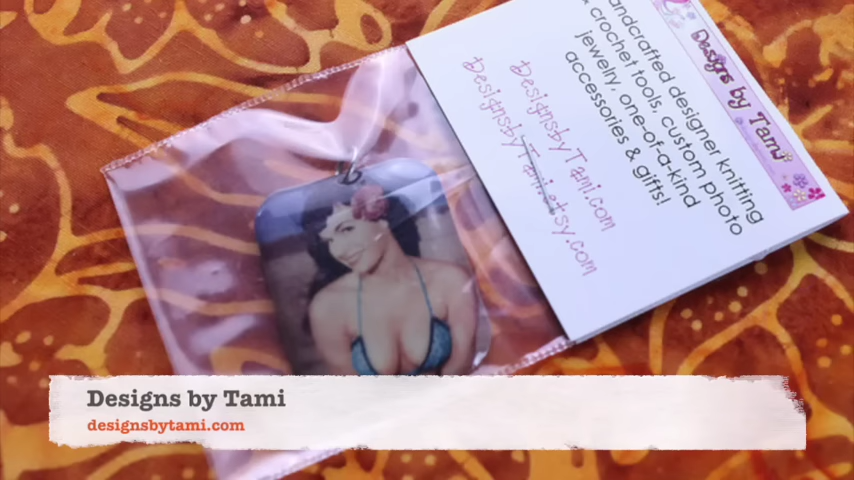 Designs by Tami
andcrafted designer knitting
& crochet tools, custom photo
jewelry, one-of-a-kind
accessories & gifts!
DesignsbyTami.com
DesignsbyTami.etsy.com
Designs by Tami
designsbytami.com